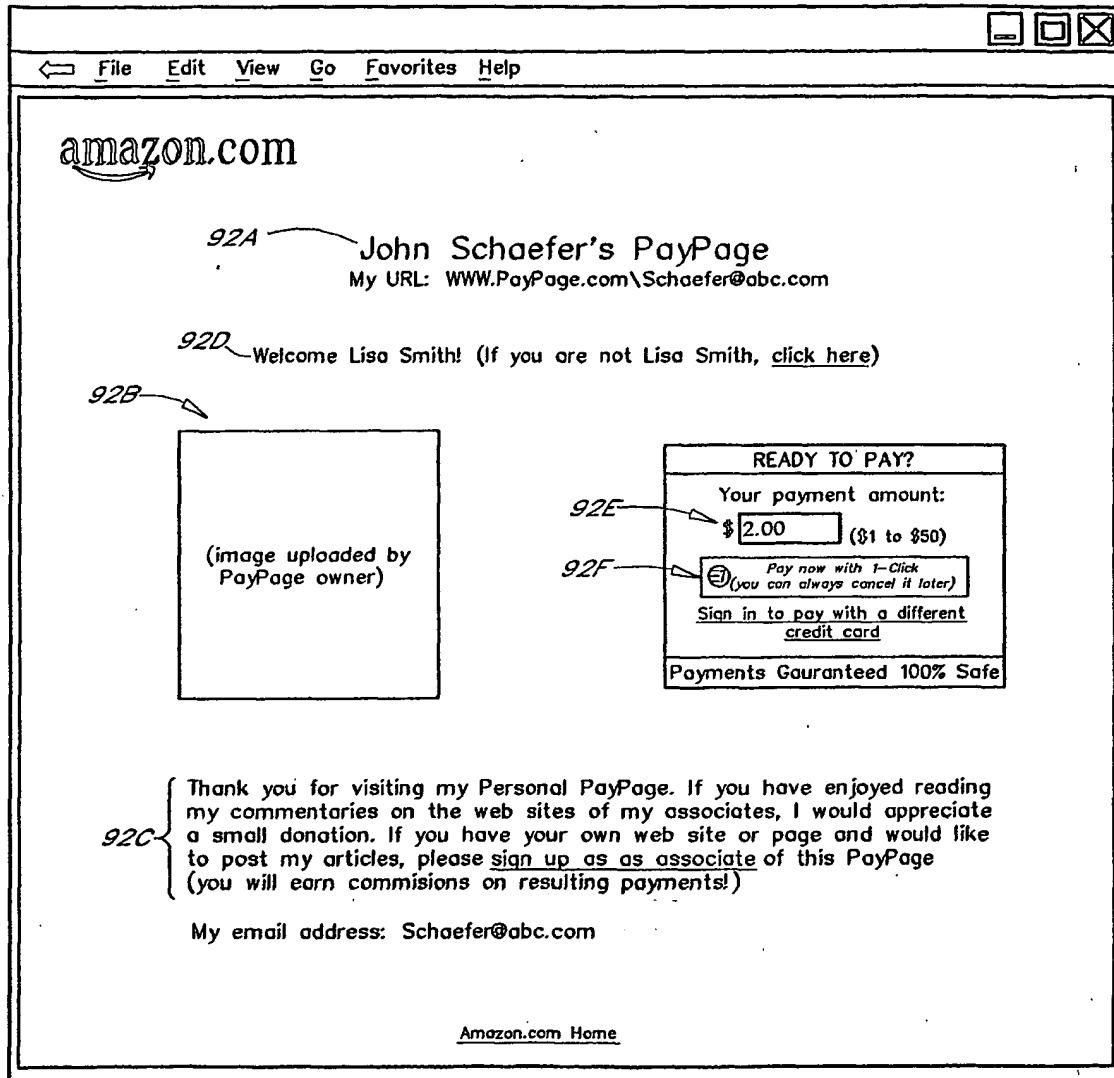 File Edit View Go Favorites Help
amazon.com
92A
John Schaefer's PayPage
My URL: WWW.PayPage.com\Schaefer@abc.com
92D
Welcome Lisa Smith! (If you are not Lisa Smith, click here)
92B
(image uploaded by
PayPage owner)
READY TO PAY?
Your payment amount:
92E
$ 2.00 ($1 to $50)
92F
Pay now with 1-Click
(you can always cancel it later)
Sign in to pay with a different
credit card
Payments Gauranteed 100% Safe
92C
Thank you for visiting my Personal PayPage. If you have enjoyed reading
my commentaries on the web sites of my associates, I would appreciate
a small donation. If you have your own web site or page and would like
to post my articles, please sign up as as associate of this PayPage
(you will earn commisions on resulting payments!)
My email address: Schaefer@abc.com
Amazon.com Home